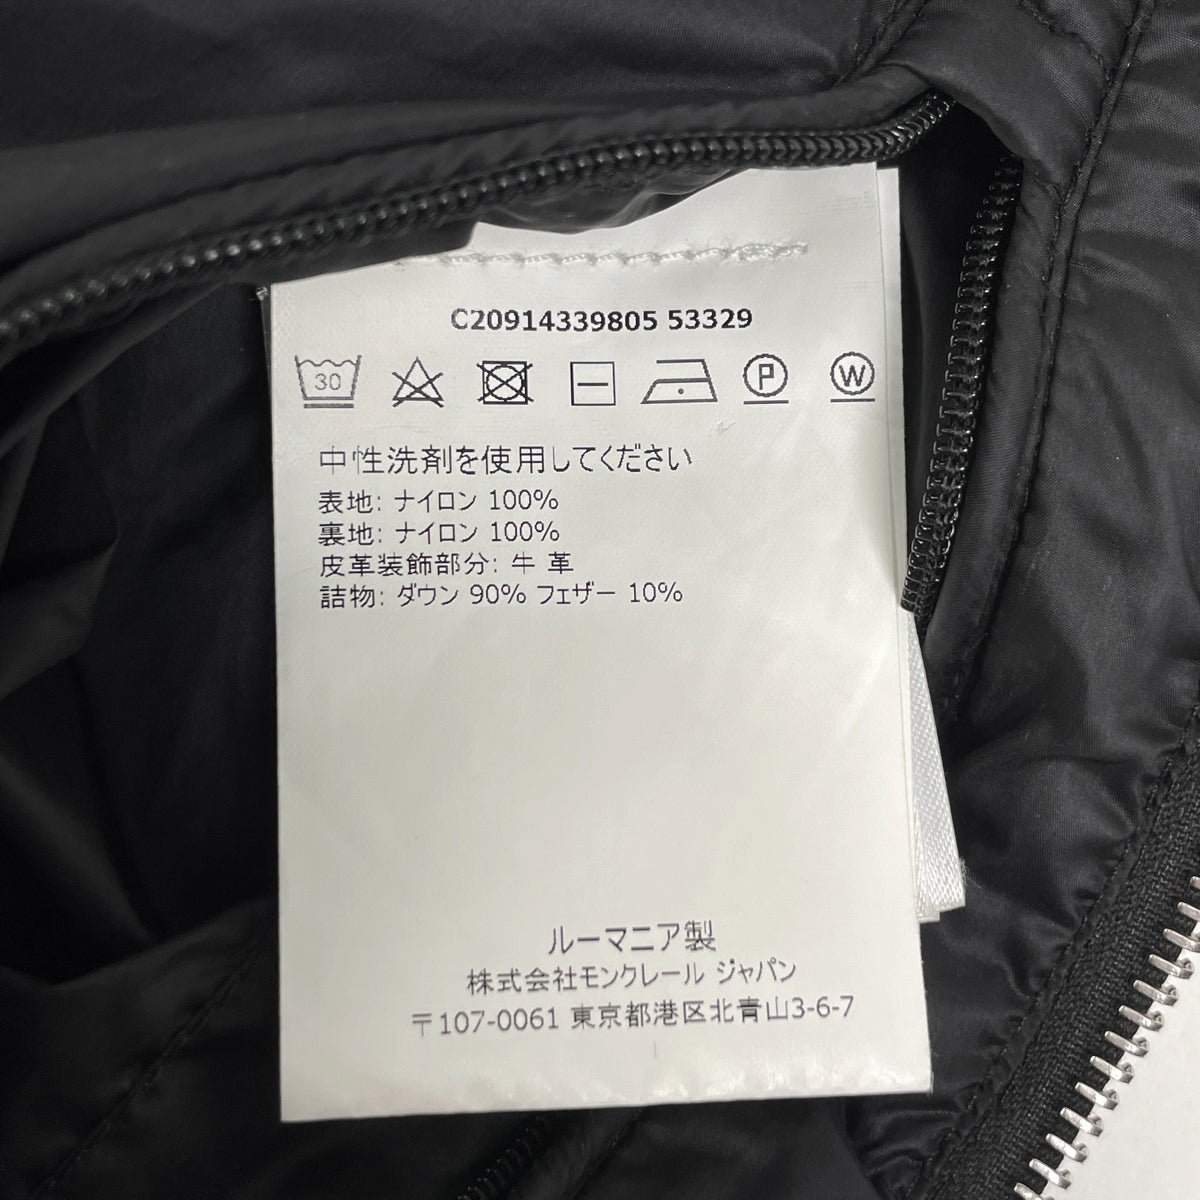 C20914339805 53329
30 P W
中性洗剤を使用してください
表地: ナイロン 100%
裏地: ナイロン 100%
皮革装飾部分: 牛 革
詰物: ダウン 90% フェザー 10%
ルーマニア製
株式会社モンクレール ジャパン
〒107-0061 東京都港区北青山3-6-7